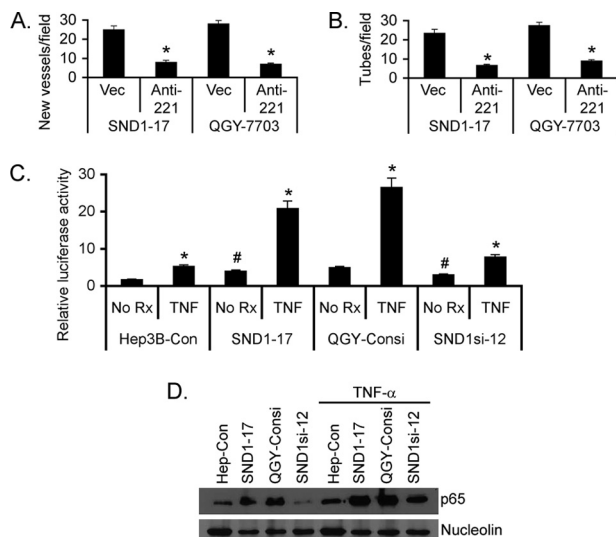 A.
New vessels/field
30
20
10
0
*
*
Vec
Anti-
221
Vec
Anti-
221
SND1-17
QGY-7703
B.
Tubes/field
30
20
10
0
*
*
Vec
Anti-
221
Vec
Anti-
221
SND1-17
QGY-7703
C.
Relative luciferase activity
30
20
10
0
*
#
*
*
#
*
No Rx
TNF
No Rx
TNF
No Rx
TNF
No Rx
TNF
Hep3B-Con
SND1-17
QGY-Consi
SND1si-12
D.
TNF-α
Hep-Con
SND1-17
QGY-Consi
SND1si-12
Hep-Con
SND1-17
QGY-Consi
SND1si-12
p65
Nucleolin